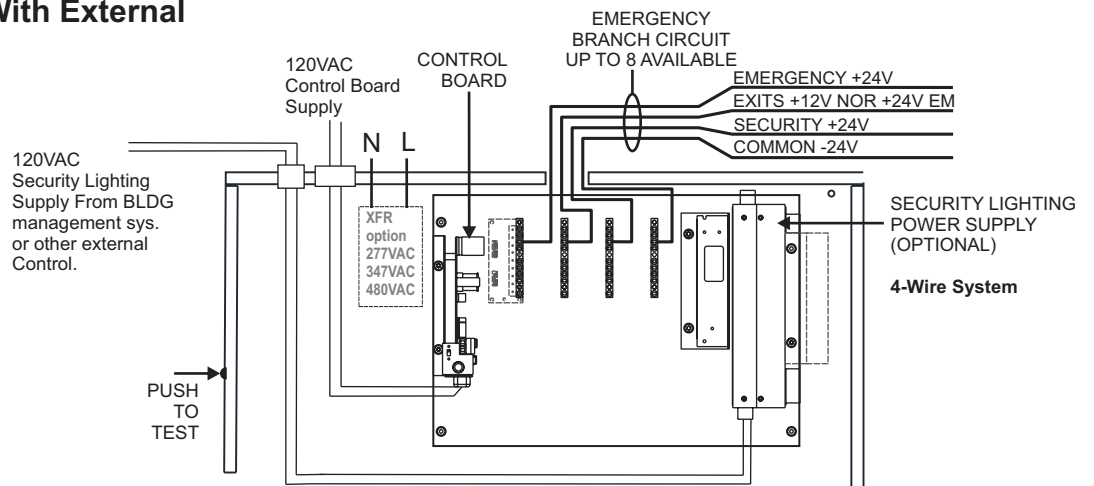 With External
EMERGENCY
BRANCH CIRCUIT
UP TO 8 AVAILABLE
120VAC
Control Board
Supply
CONTROL
BOARD
EMERGENCY +24V
EXITS +12V NOR +24V EM
SECURITY +24V
COMMON -24V
N L
120VAC
Security Lighting
Supply From BLDG
management sys.
or other external
Control.
XFR
option
277VAC
347VAC
480VAC
SECURITY LIGHTING
POWER SUPPLY
(OPTIONAL)
4-Wire System
PUSH
TO
TEST